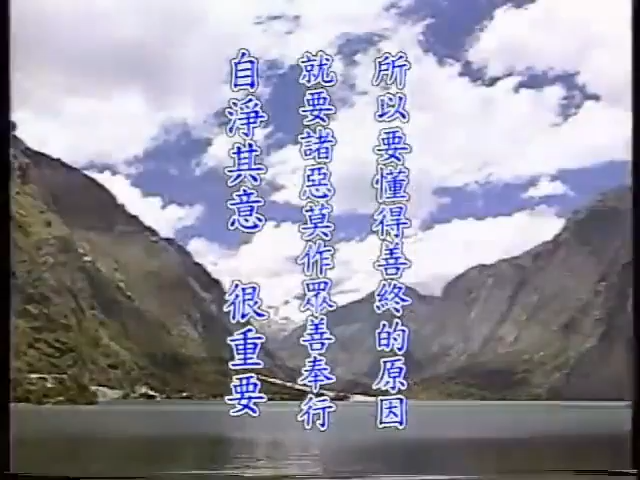 所以要懂得善終的原因
就要諸惡莫作眾善奉行
自淨其意　很重要